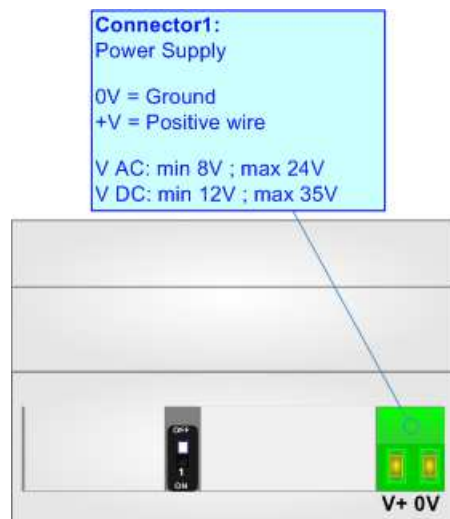 Connector1:
Power Supply
0V = Ground
+V = Positive wire
V AC: min 8V ; max 24V
V DC: min 12V ; max 35V
OFF
1
ON
V+ 0V